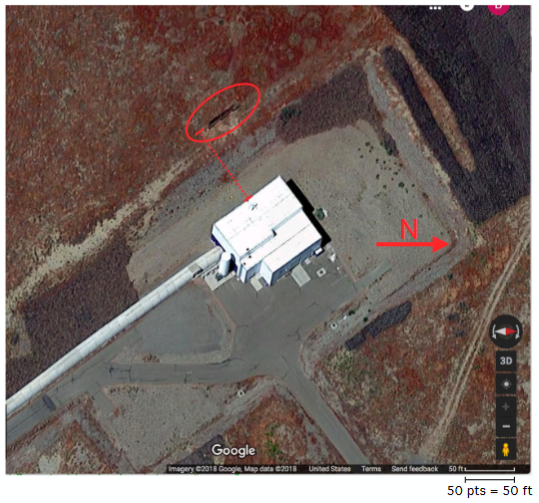 N
3D
Google
Imagery ©2018 Google, Map data ©2018 United States Terms Send feedback 50 ft
50 pts = 50 ft